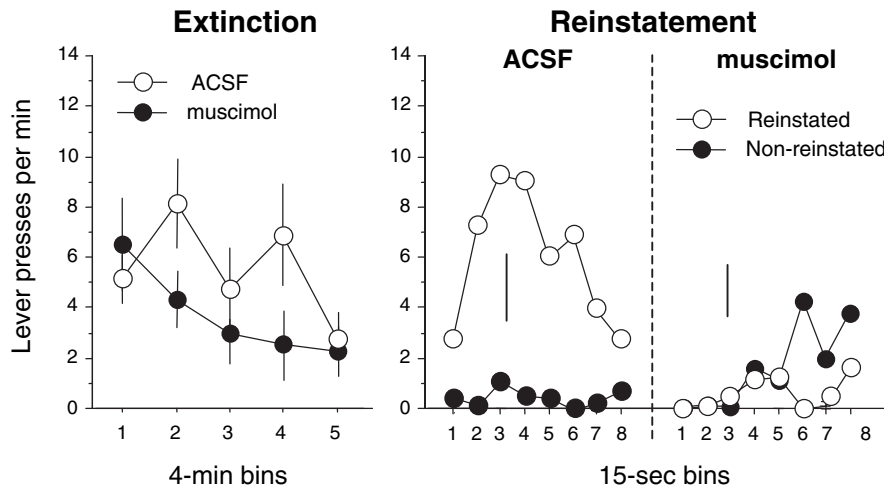 Extinction
Reinstatement
ACSF
muscimol
Lever presses per min
14
12
10
8
6
4
2
0
ACSF
muscimol
1 2 3 4 5
4-min bins
14
12
10
8
6
4
2
0
Reinstated
Non-reinstated
1 2 3 4 5 6 7 8
1 2 3 4 5 6 7 8
15-sec bins